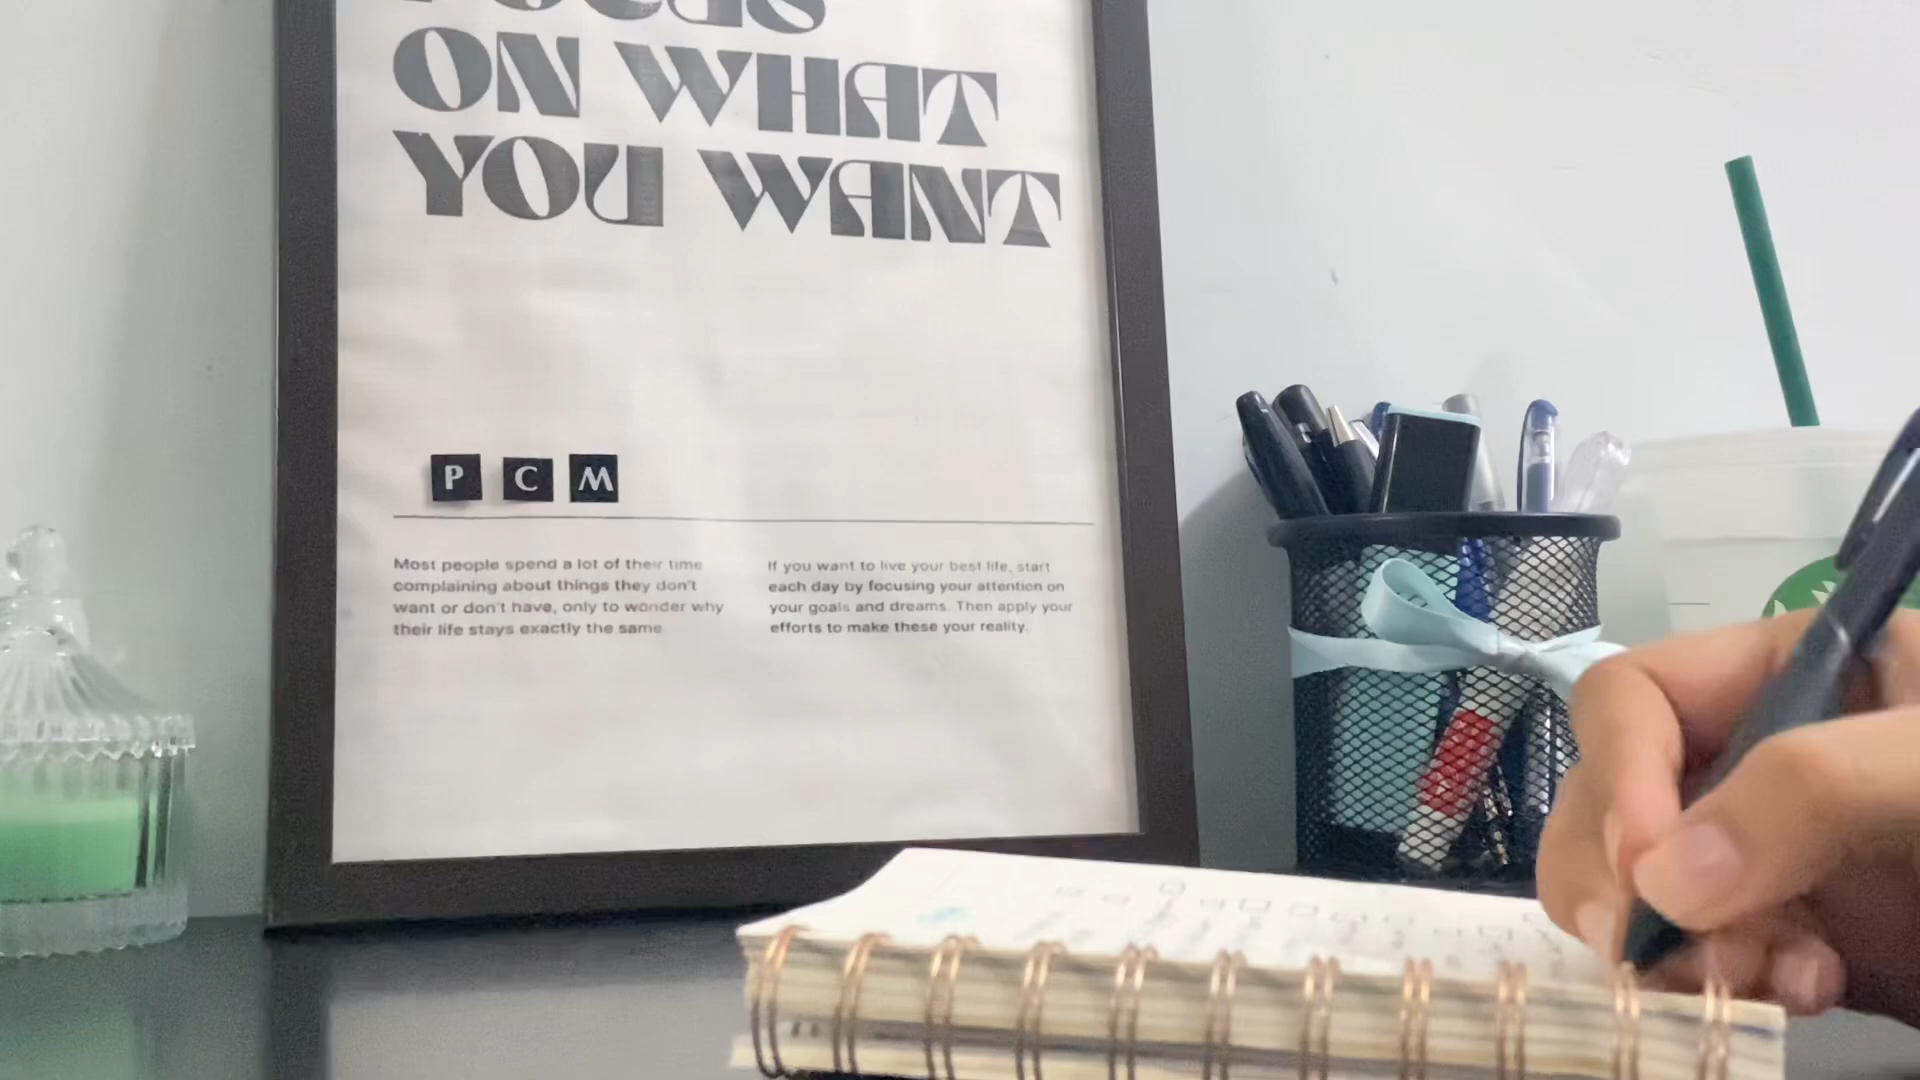 FOCUS
ON WHAT
YOU WANT
P C M
Most people spend a lot of their time
complaining about things they don't
want or don't have, only to wonder why
their life stays exactly the same
If you want to live your best life, start
each day by focusing your attention on
your goals and dreams. Then apply your
efforts to make these your reality.